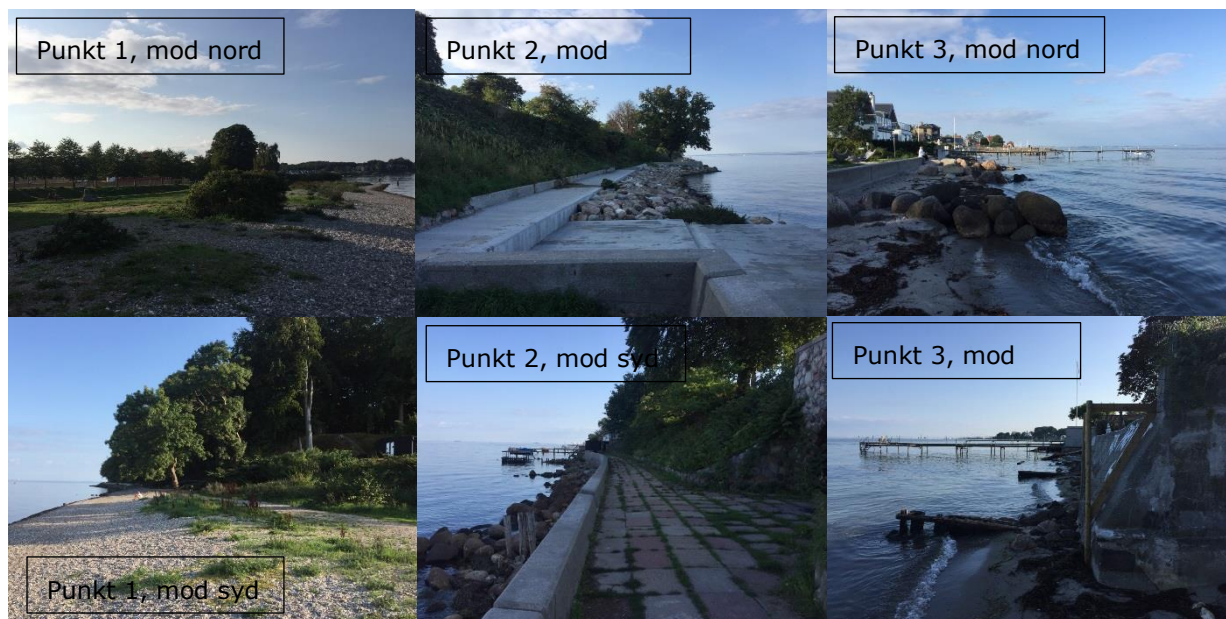 Punkt 1, mod nord
Punkt 2, mod
Punkt 3, mod nord
Punkt 1, mod syd
Punkt 2, mod syd
Punkt 3, mod